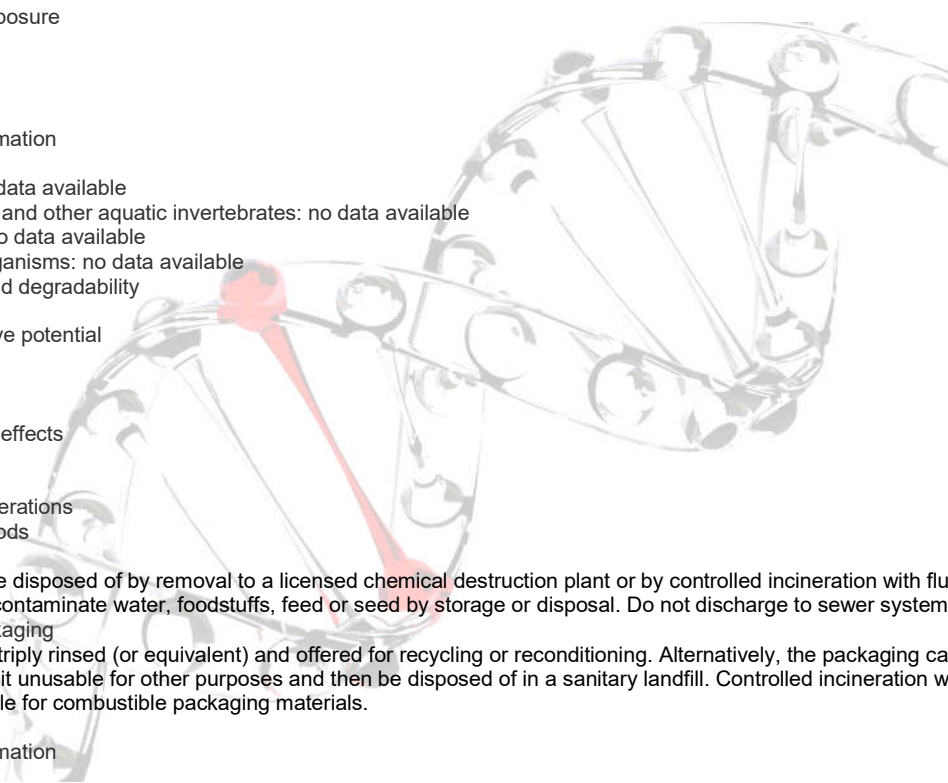 posure
mation
data available
and other aquatic invertebrates: no data available
o data available
ganisms: no data available
d degradability
ve potential
effects
erations
ods
e disposed of by removal to a licensed chemical destruction plant or by controlled incineration with flu
contaminate water, foodstuffs, feed or seed by storage or disposal. Do not discharge to sewer system
kaging
triply rinsed (or equivalent) and offered for recycling or reconditioning. Alternatively, the packaging ca
it unusable for other purposes and then be disposed of in a sanitary landfill. Controlled incineration w
le for combustible packaging materials.
mation